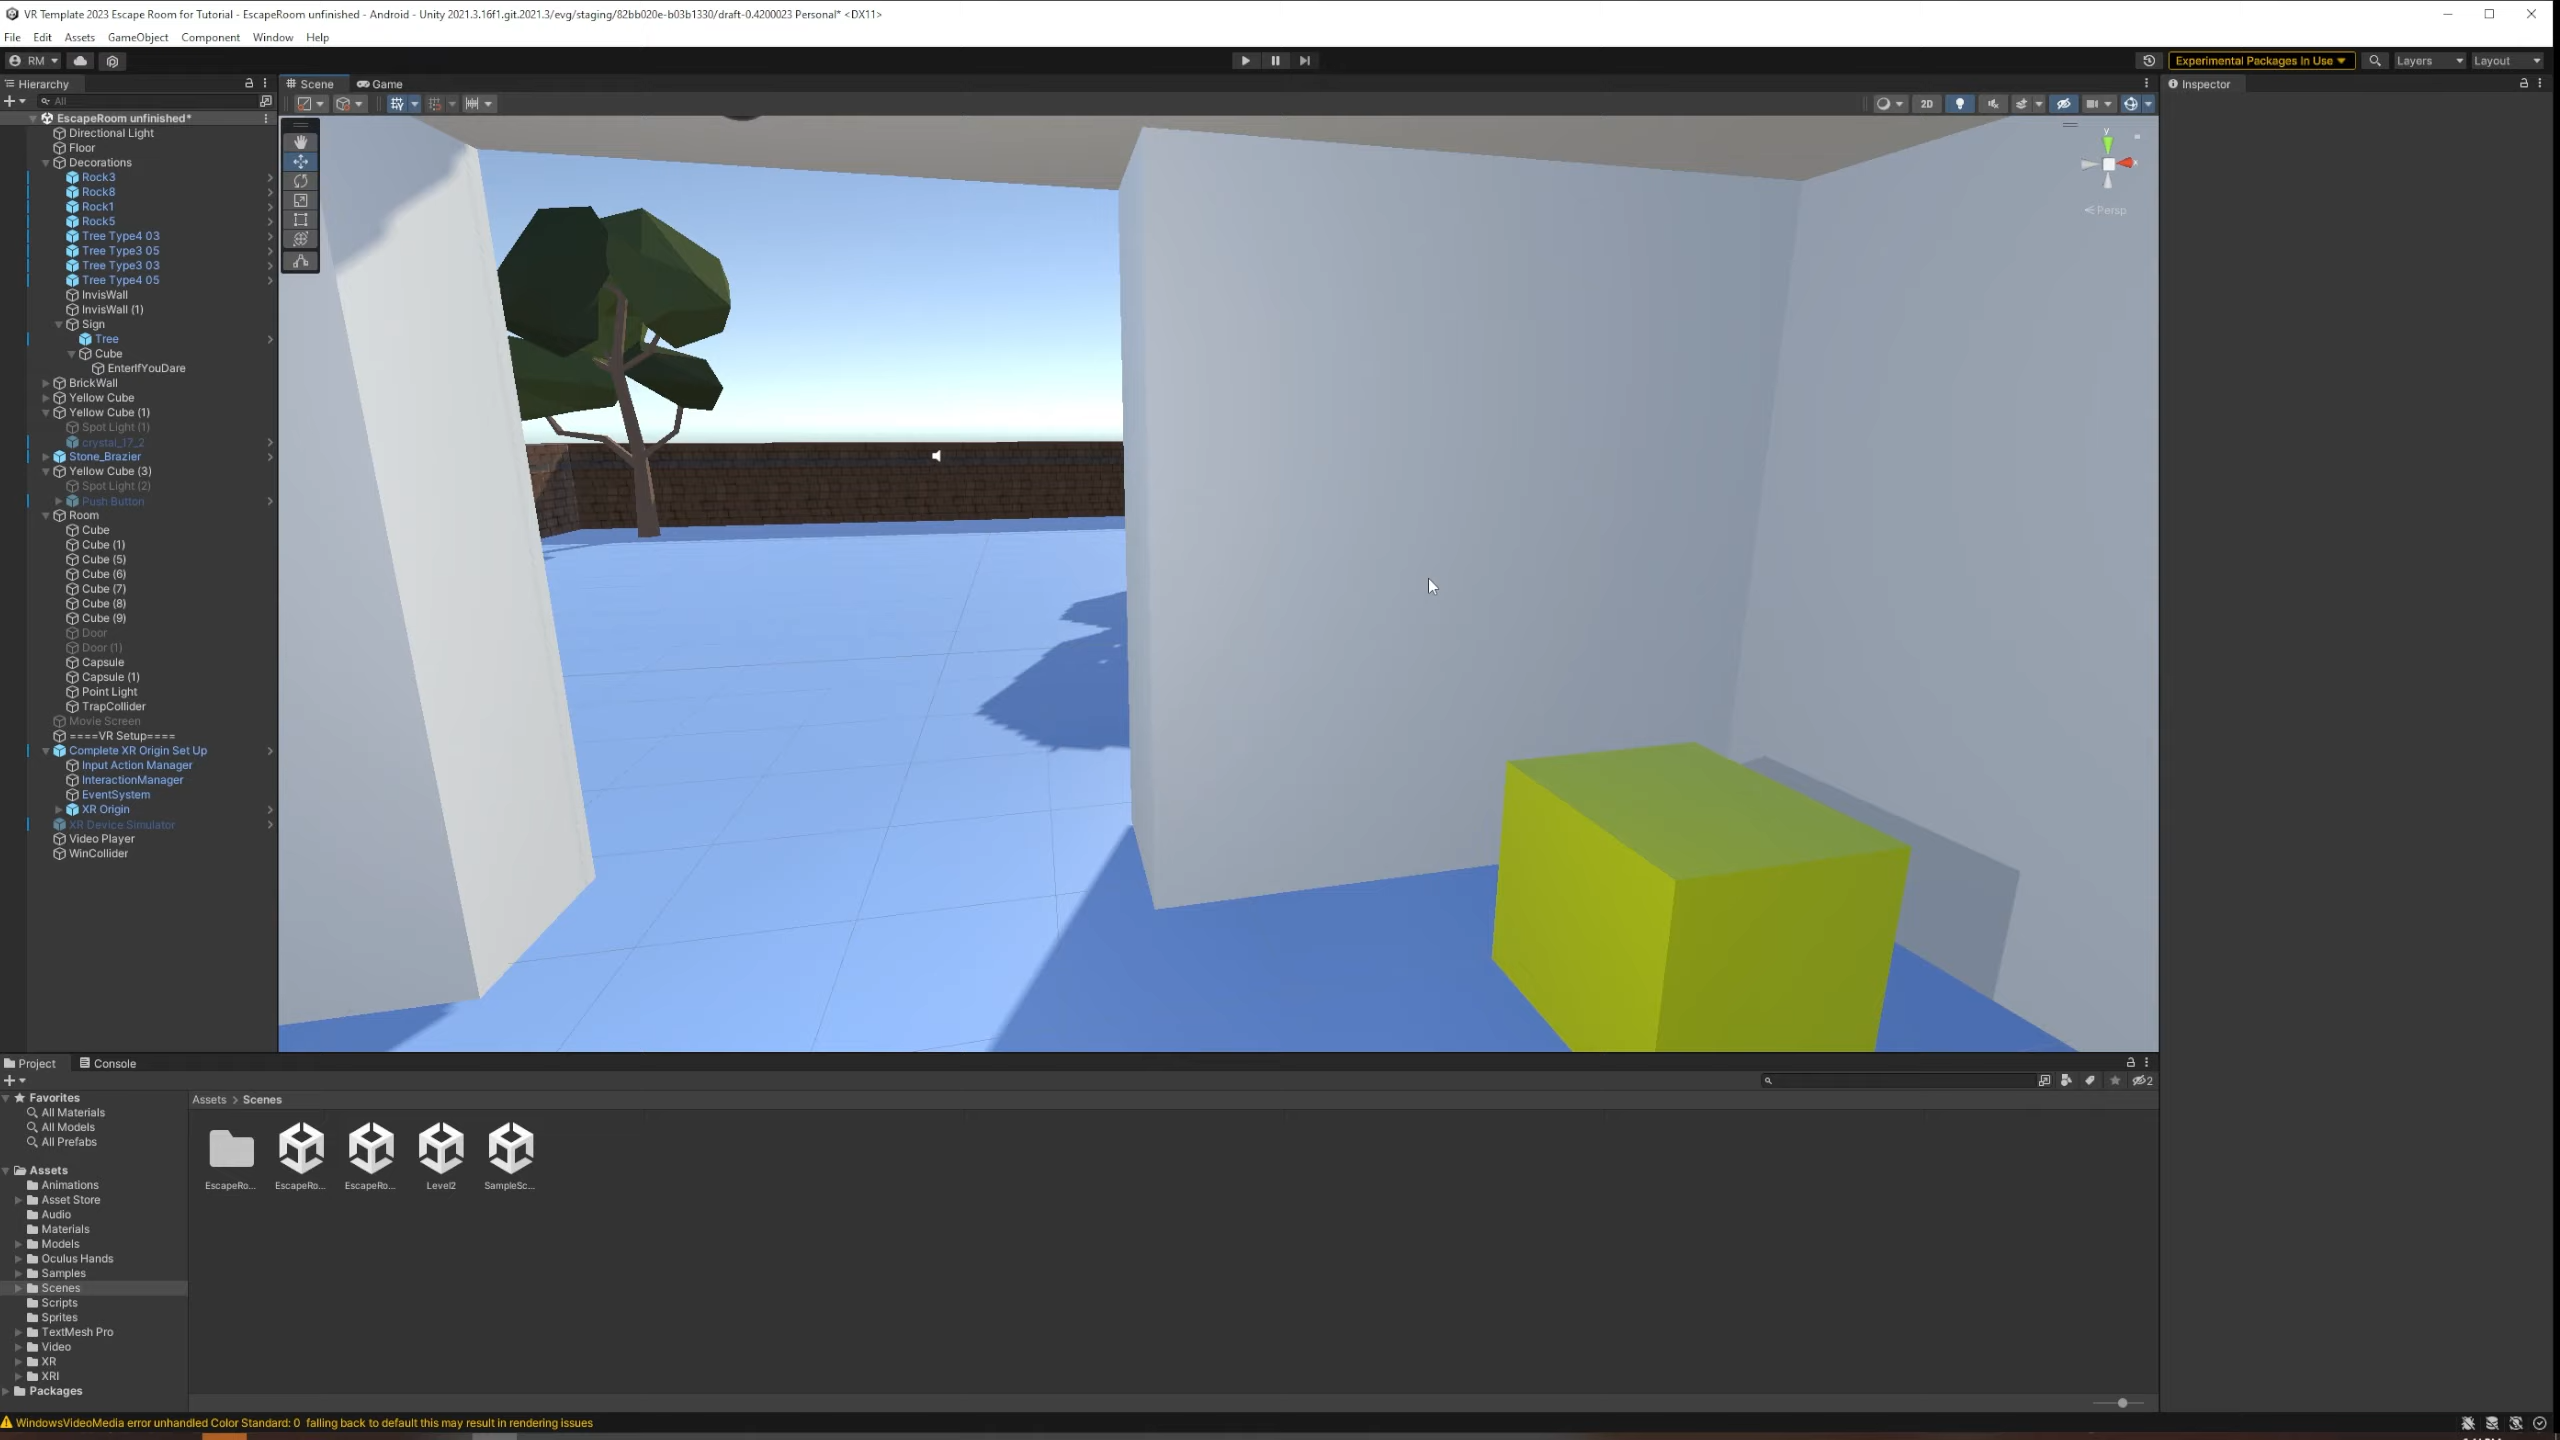 VR Template 2023 Escape Room for Tutorial - EscapeRoom unfinished - Android - Unity 2021.3.16f1.git.2021.3/evg/staging/82bb020e-b03b1330/draft-0.4200023 Personal* <DX11>
File Edit Assets GameObject Component Window Help
RM
Experimental Packages In Use
Layers
Layout
Hierarchy
Scene
Game
Inspector
All
2D
EscapeRoom unfinished*
Directional Light
Floor
Decorations
Rock3
Rock8
Rock1
Rock5
Tree Type4 03
Tree Type3 05
Tree Type3 03
Tree Type4 05
InvisWall
InvisWall (1)
Sign
Tree
Cube
EnterIfYouDare
BrickWall
Yellow Cube
Yellow Cube (1)
Spot Light (1)
crystal_17_2
Stone_Brazier
Yellow Cube (3)
Spot Light (2)
Push Button
Room
Cube
Cube (1)
Cube (5)
Cube (6)
Cube (7)
Cube (8)
Cube (9)
Door
Door (1)
Capsule
Capsule (1)
Point Light
TrapCollider
Movie Screen
====VR Setup====
Complete XR Origin Set Up
Input Action Manager
InteractionManager
EventSystem
XR Origin
XR Device Simulator
Video Player
WinCollider
y
Persp
Project
Console
2
Favorites
All Materials
All Models
All Prefabs
Assets
Animations
Asset Store
Audio
Materials
Models
Oculus Hands
Samples
Scenes
Scripts
Sprites
TextMesh Pro
Video
XR
XRI
Packages
Assets > Scenes
EscapeRo...
EscapeRo...
EscapeRo...
Level2
SampleSc...
WindowsVideoMedia error unhandled Color Standard: 0 falling back to default this may result in rendering issues